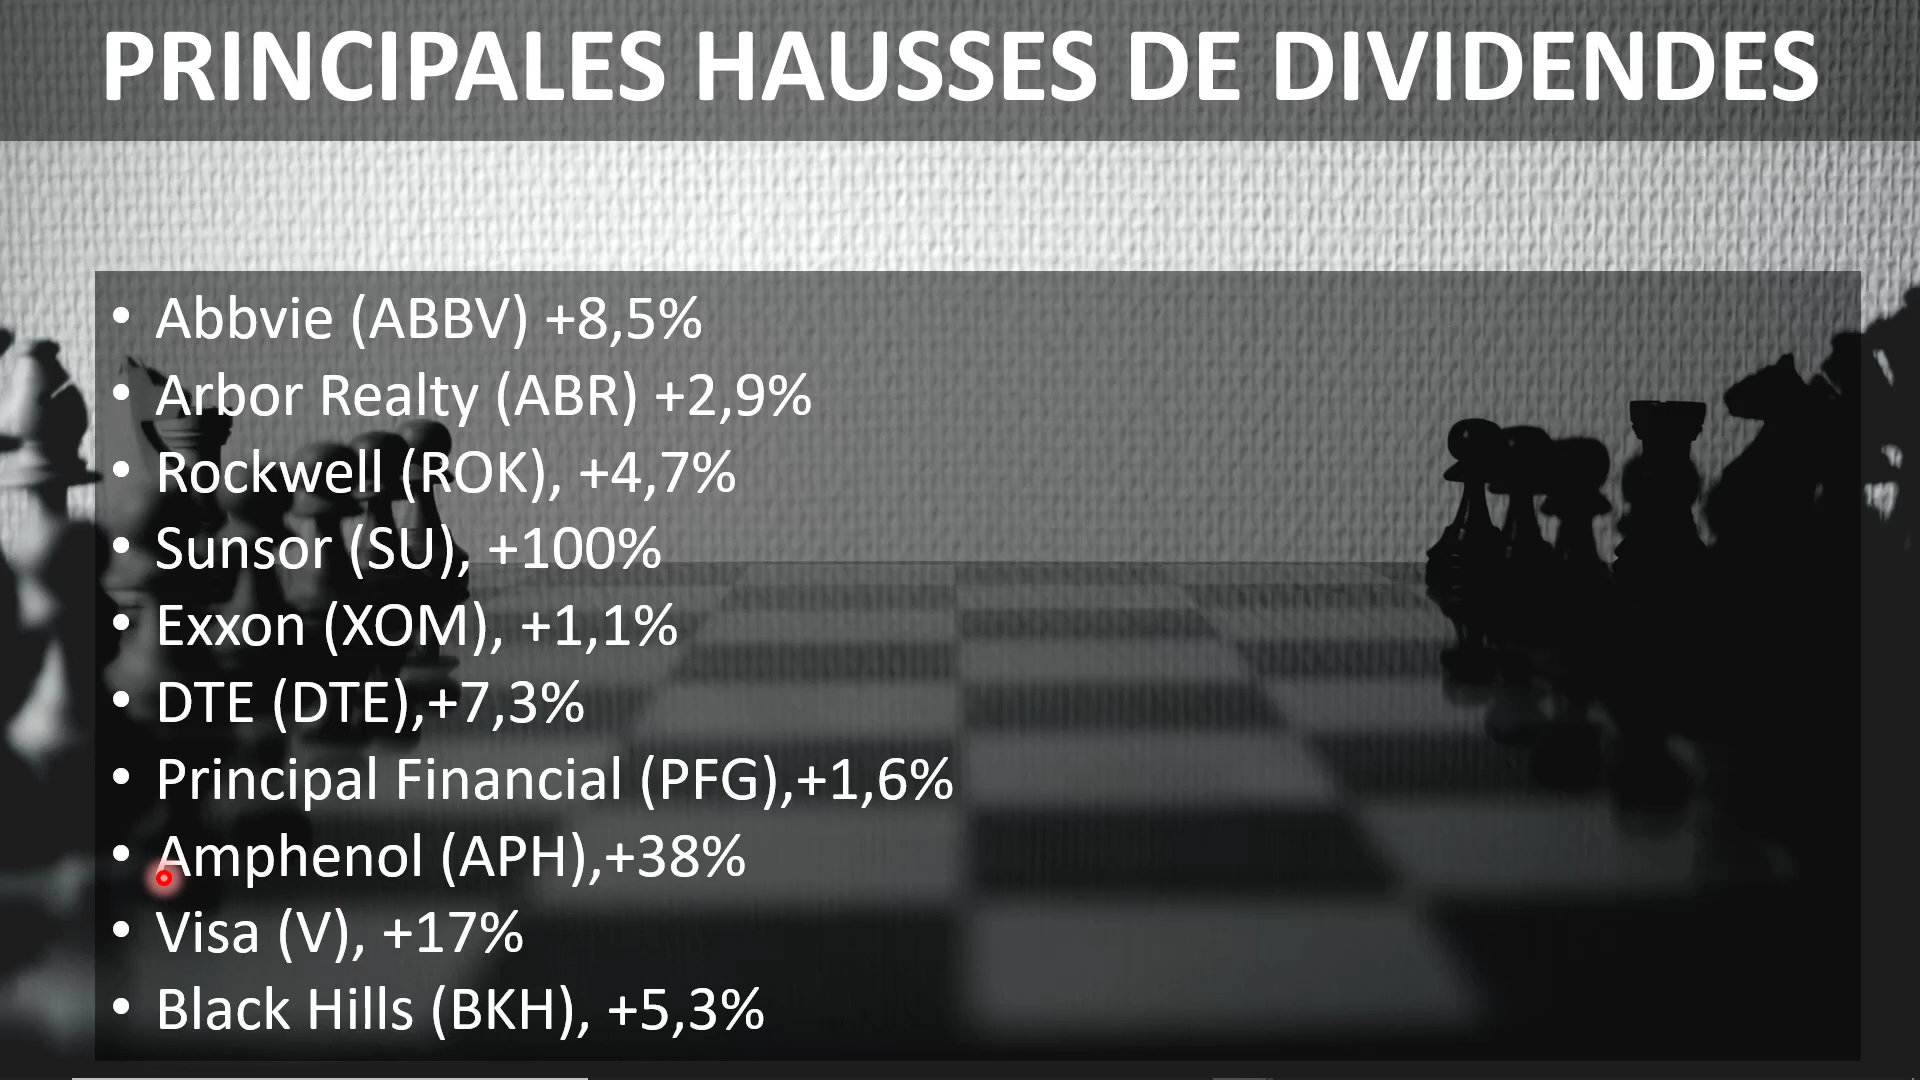 PRINCIPALES HAUSSES DE DIVIDENDES
• Abbvie (ABBV) +8,5%
• Arbor Realty (ABR) +2,9%
• Rockwell (ROK), +4,7%
• Sunsor (SU), +100%
• Exxon (XOM), +1,1%
• DTE (DTE),+7,3%
• Principal Financial (PFG),+1,6%
• Amphenol (APH),+38%
• Visa (V), +17%
• Black Hills (BKH), +5,3%